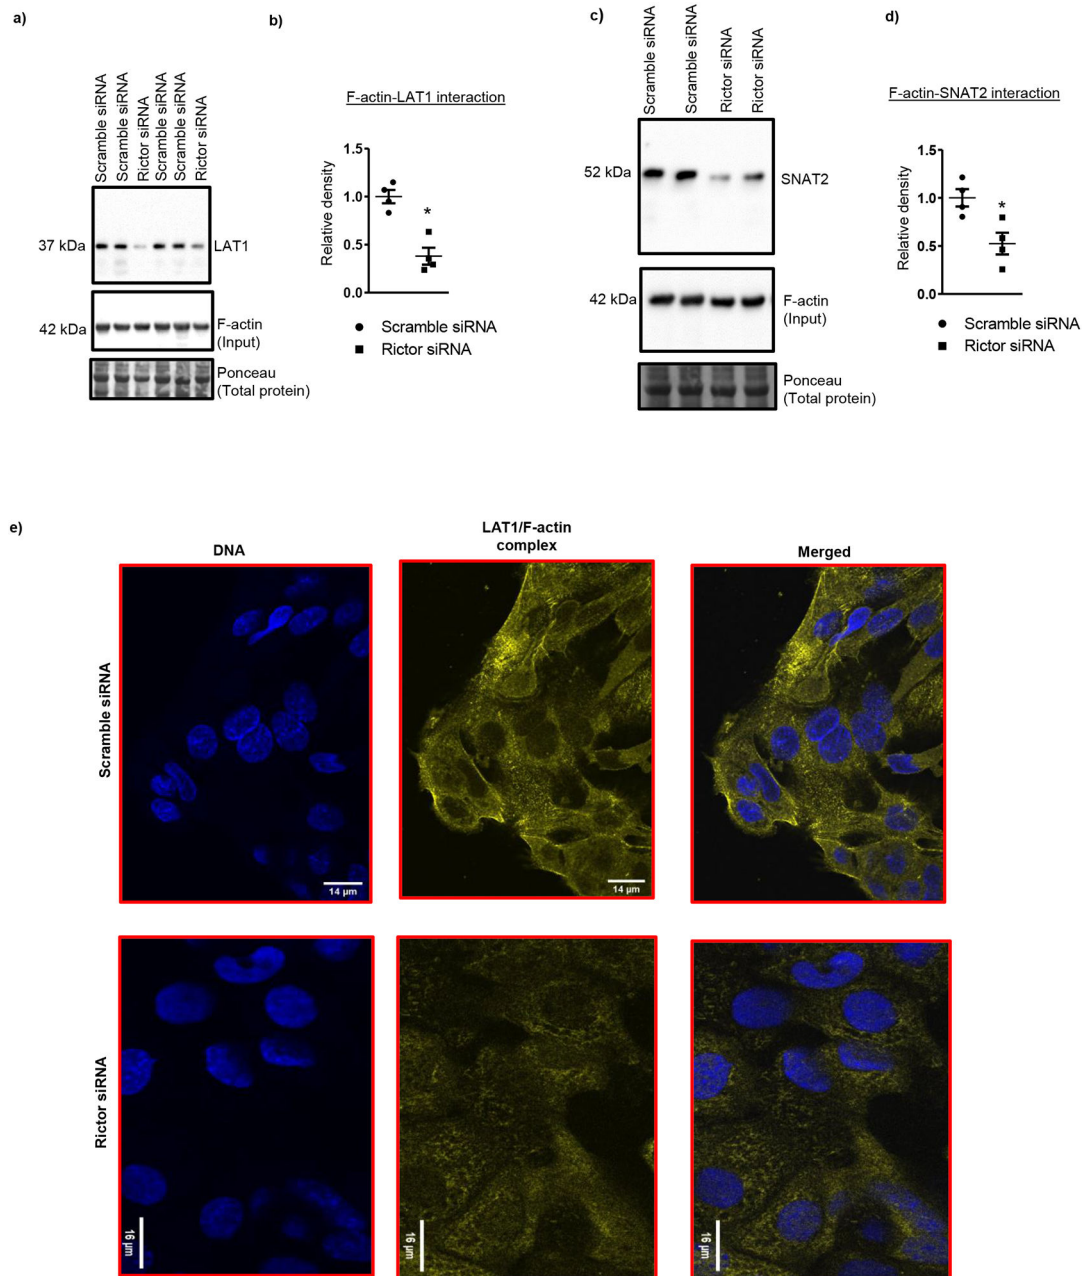 a)
Scramble siRNA
Scramble siRNA
Rictor siRNA
Scramble siRNA
Scramble siRNA
Rictor siRNA
37 kDa
LAT1
42 kDa
F-actin
(Input)
Ponceau
(Total protein)
b)
F-actin-LAT1 interaction
Relative density
1.5
1.0
0.5
0.0
*
Scramble siRNA
Rictor siRNA
c)
Scramble siRNA
Scramble siRNA
Rictor siRNA
Rictor siRNA
52 kDa
SNAT2
42 kDa
F-actin
(Input)
Ponceau
(Total protein)
d)
F-actin-SNAT2 interaction
Relative density
1.5
1.0
0.5
0.0
*
Scramble siRNA
Rictor siRNA
e)
DNA
LAT1/F-actin
complex
Merged
Scramble siRNA
14 µm
14 µm
Rictor siRNA
16 µm
16 µm
16 µm